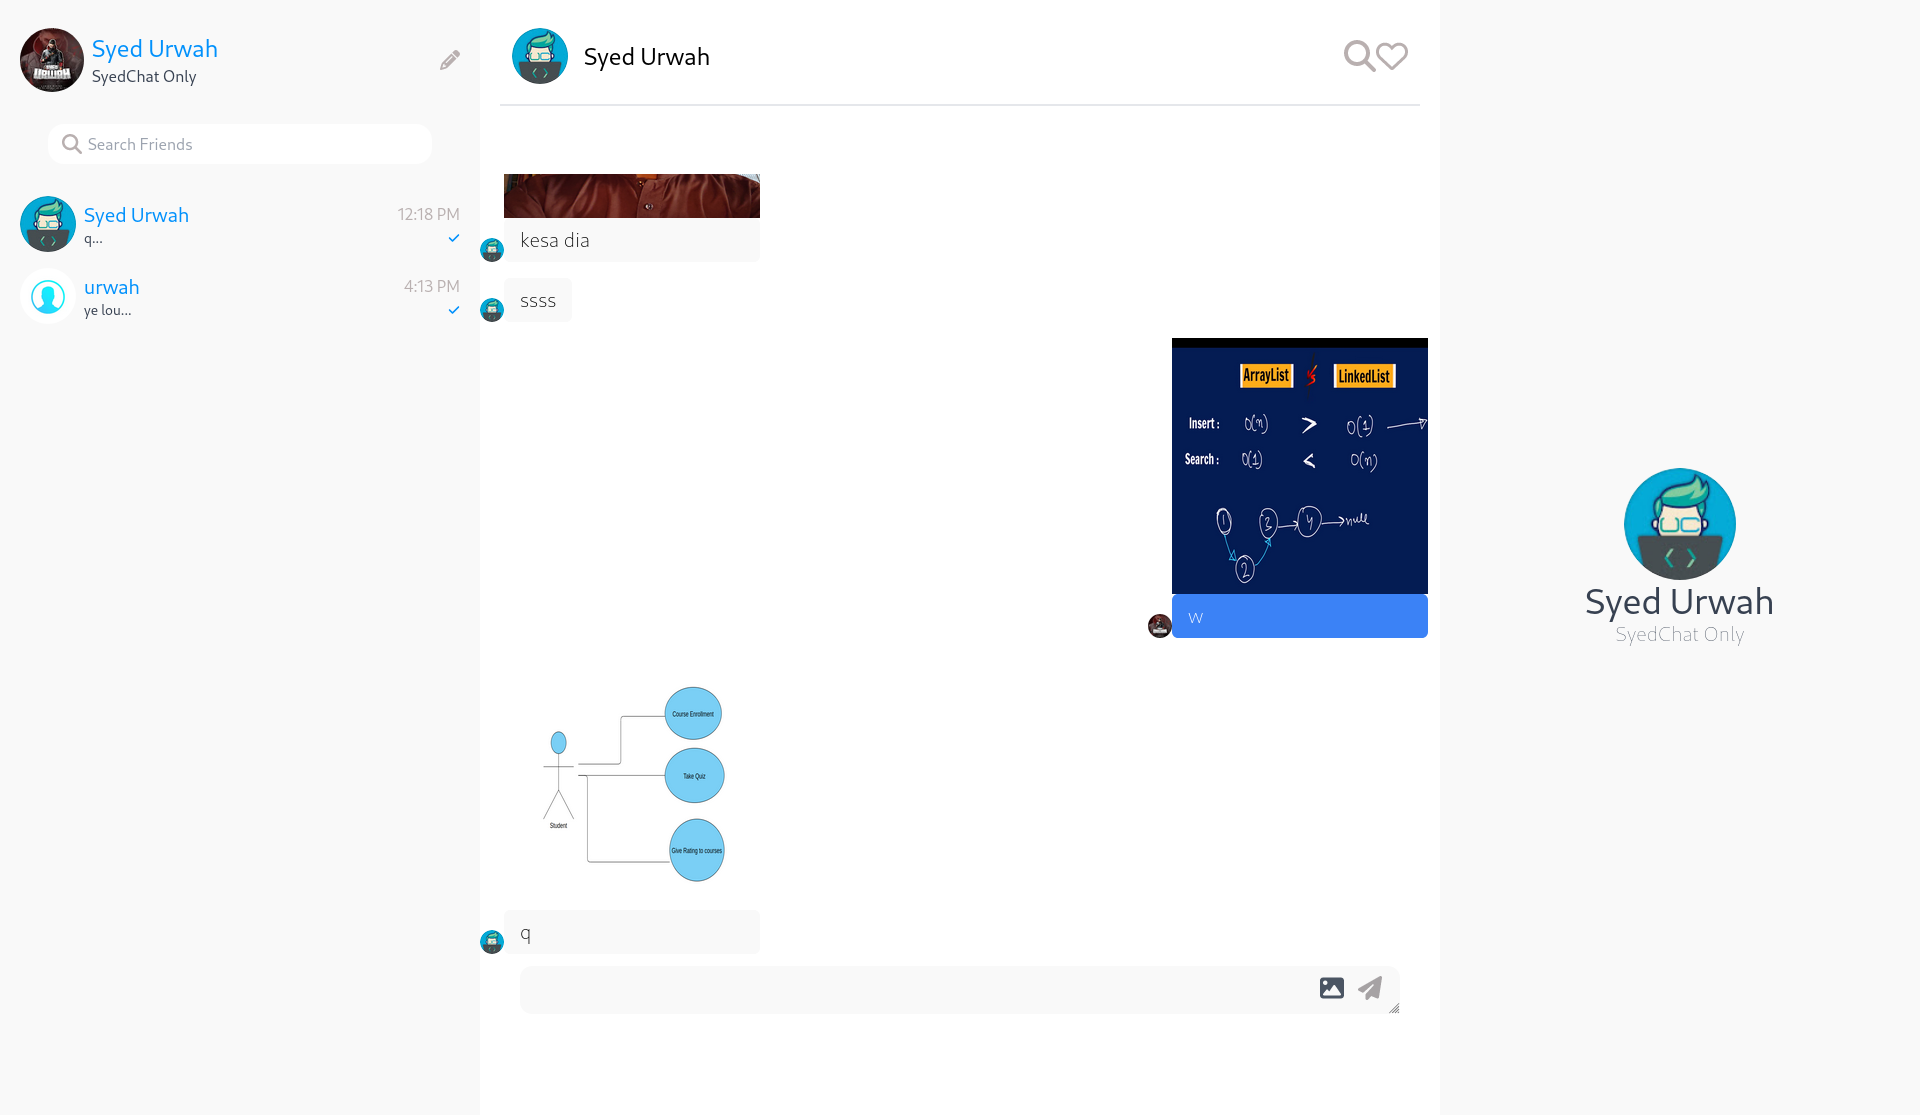 Syed Urwah
SyedChat Only
Search Friends
Syed Urwah
12:18 PM
q...
urwah
4:13 PM
ye lou...
Syed Urwah
kesa dia
ssss
ArrayList
LinkedList
Insert :
O(n)
>
O(1)
Search :
O(1)
<
O(n)
1
3
4
null
2
w
Course Enrollment
Take Quiz
Student
Give Rating to courses
q
Syed Urwah
SyedChat Only